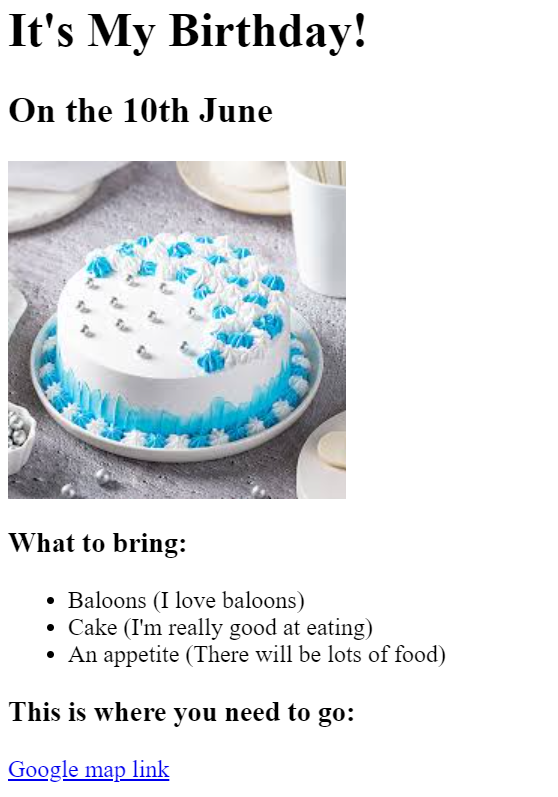 It's My Birthday!
On the 10th June
What to bring:
Baloons (I love baloons)
Cake (I'm really good at eating)
An appetite (There will be lots of food)
This is where you need to go:
Google map link